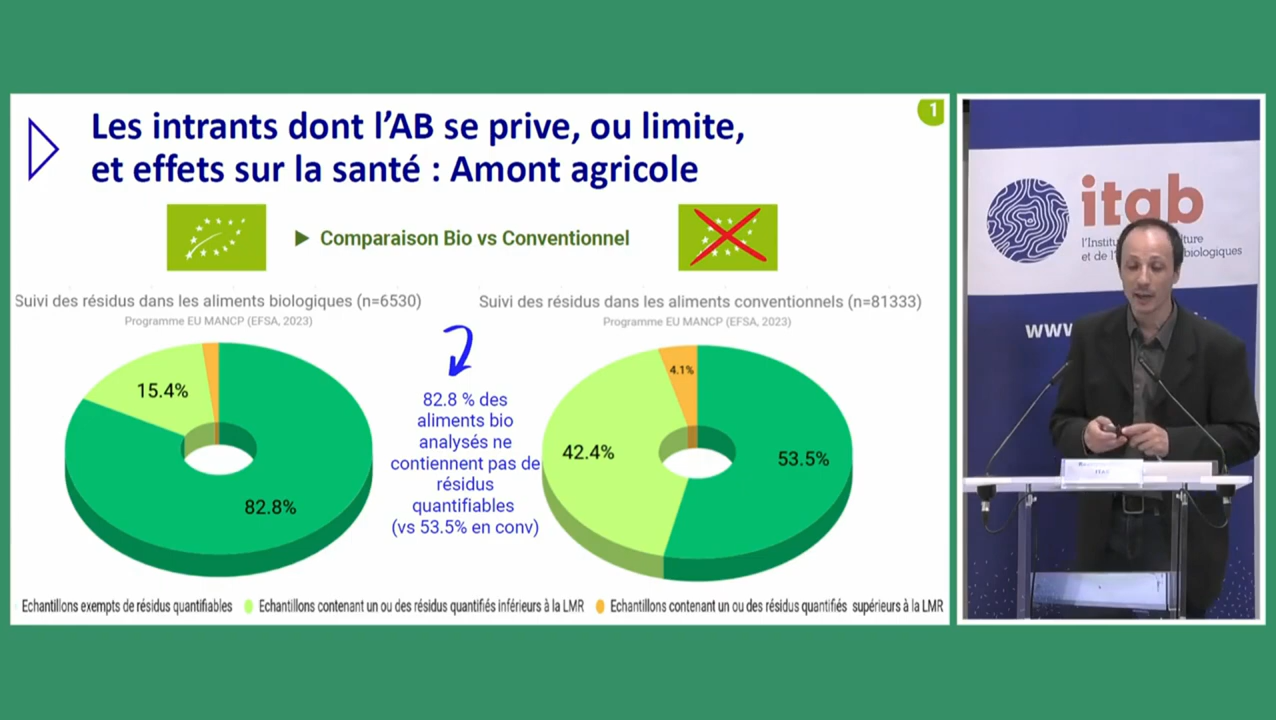 1
Les intrants dont l'AB se prive, ou limite,
et effets sur la santé : Amont agricole
Comparaison Bio vs Conventionnel
Suivi des résidus dans les aliments biologiques (n=6530)
Programme EU MANCP (EFSA, 2023)
Suivi des résidus dans les aliments conventionnels (n=81333)
Programme EU MANCP (EFSA, 2023)
15.4%
82.8%
82.8 % des
aliments bio
analysés ne
contiennent pas de
résidus
quantifiables
(vs 53.5% en conv)
4.1%
42.4%
53.5%
Echantillons exempts de résidus quantifiables
Echantillons contenant un ou des résidus quantifiés inférieurs à la LMR
Echantillons contenant un ou des résidus quantifiés supérieurs à la LMR
itab
et de biologiques
www